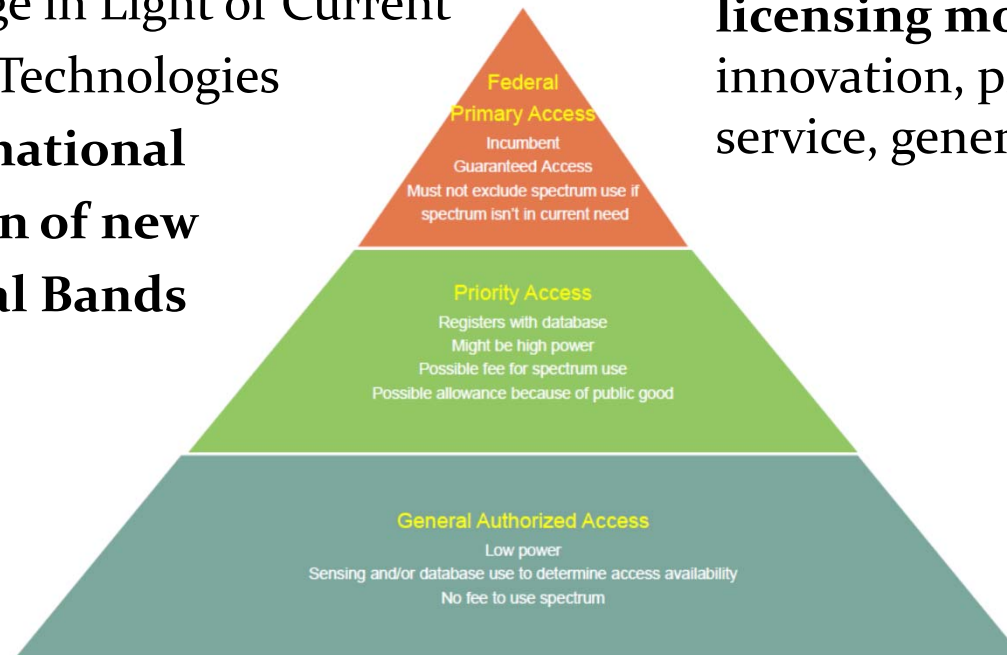 ge in Light of Current
Technologies
national
n of new
al Bands
licensing mo
innovation, p
service, gener
Federal
Primary Access
Incumbent
Guaranteed Access
Must not exclude spectrum use if
spectrum isn't in current need
Priority Access
Registers with database
Might be high power
Possible fee for spectrum use
Possible allowance because of public good
General Authorized Access
Low power
Sensing and/or database use to determine access availability
No fee to use spectrum